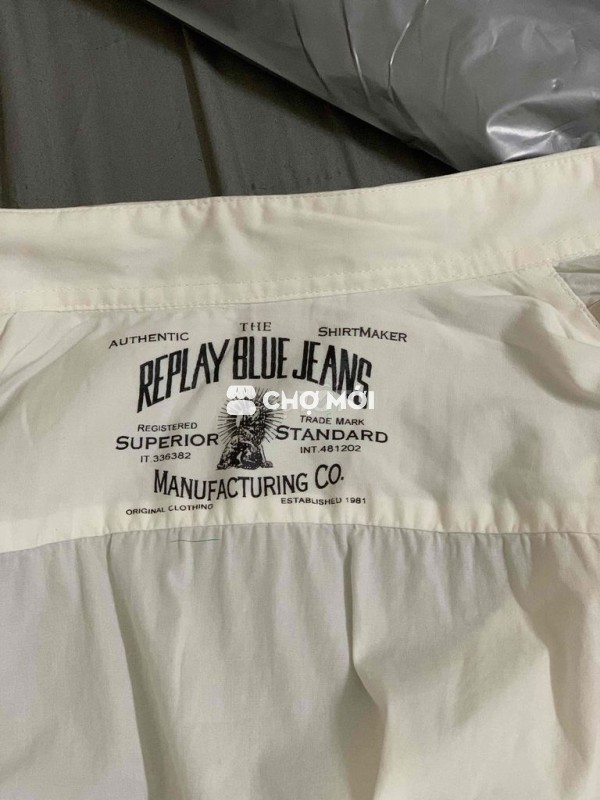 THE
AUTHENTIC SHIRTMAKER
REPLAY BLUE JEANS
CHỢ MỚI
REGISTERED TRADE MARK
SUPERIOR STANDARD
IT.336382 INT.481202
MANUFACTURING CO.
ORIGINAL CLOTHING ESTABLISHED 1981